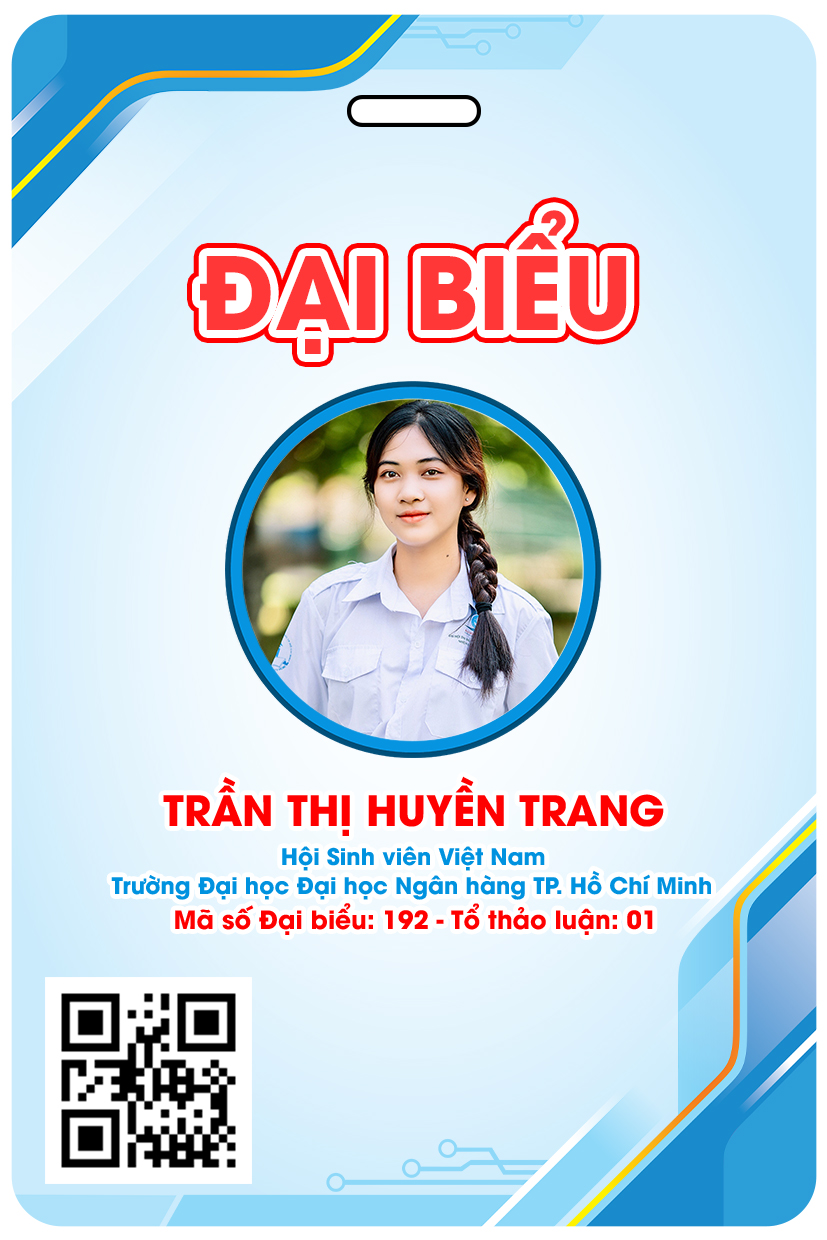 ĐẠI BIỂU
TRẦN THỊ HUYỀN TRANG
Hội Sinh viên Việt Nam
Trường Đại học Đại học Ngân hàng TP. Hồ Chí Minh
Mã số Đại biểu: 192 - Tổ thảo luận: 01